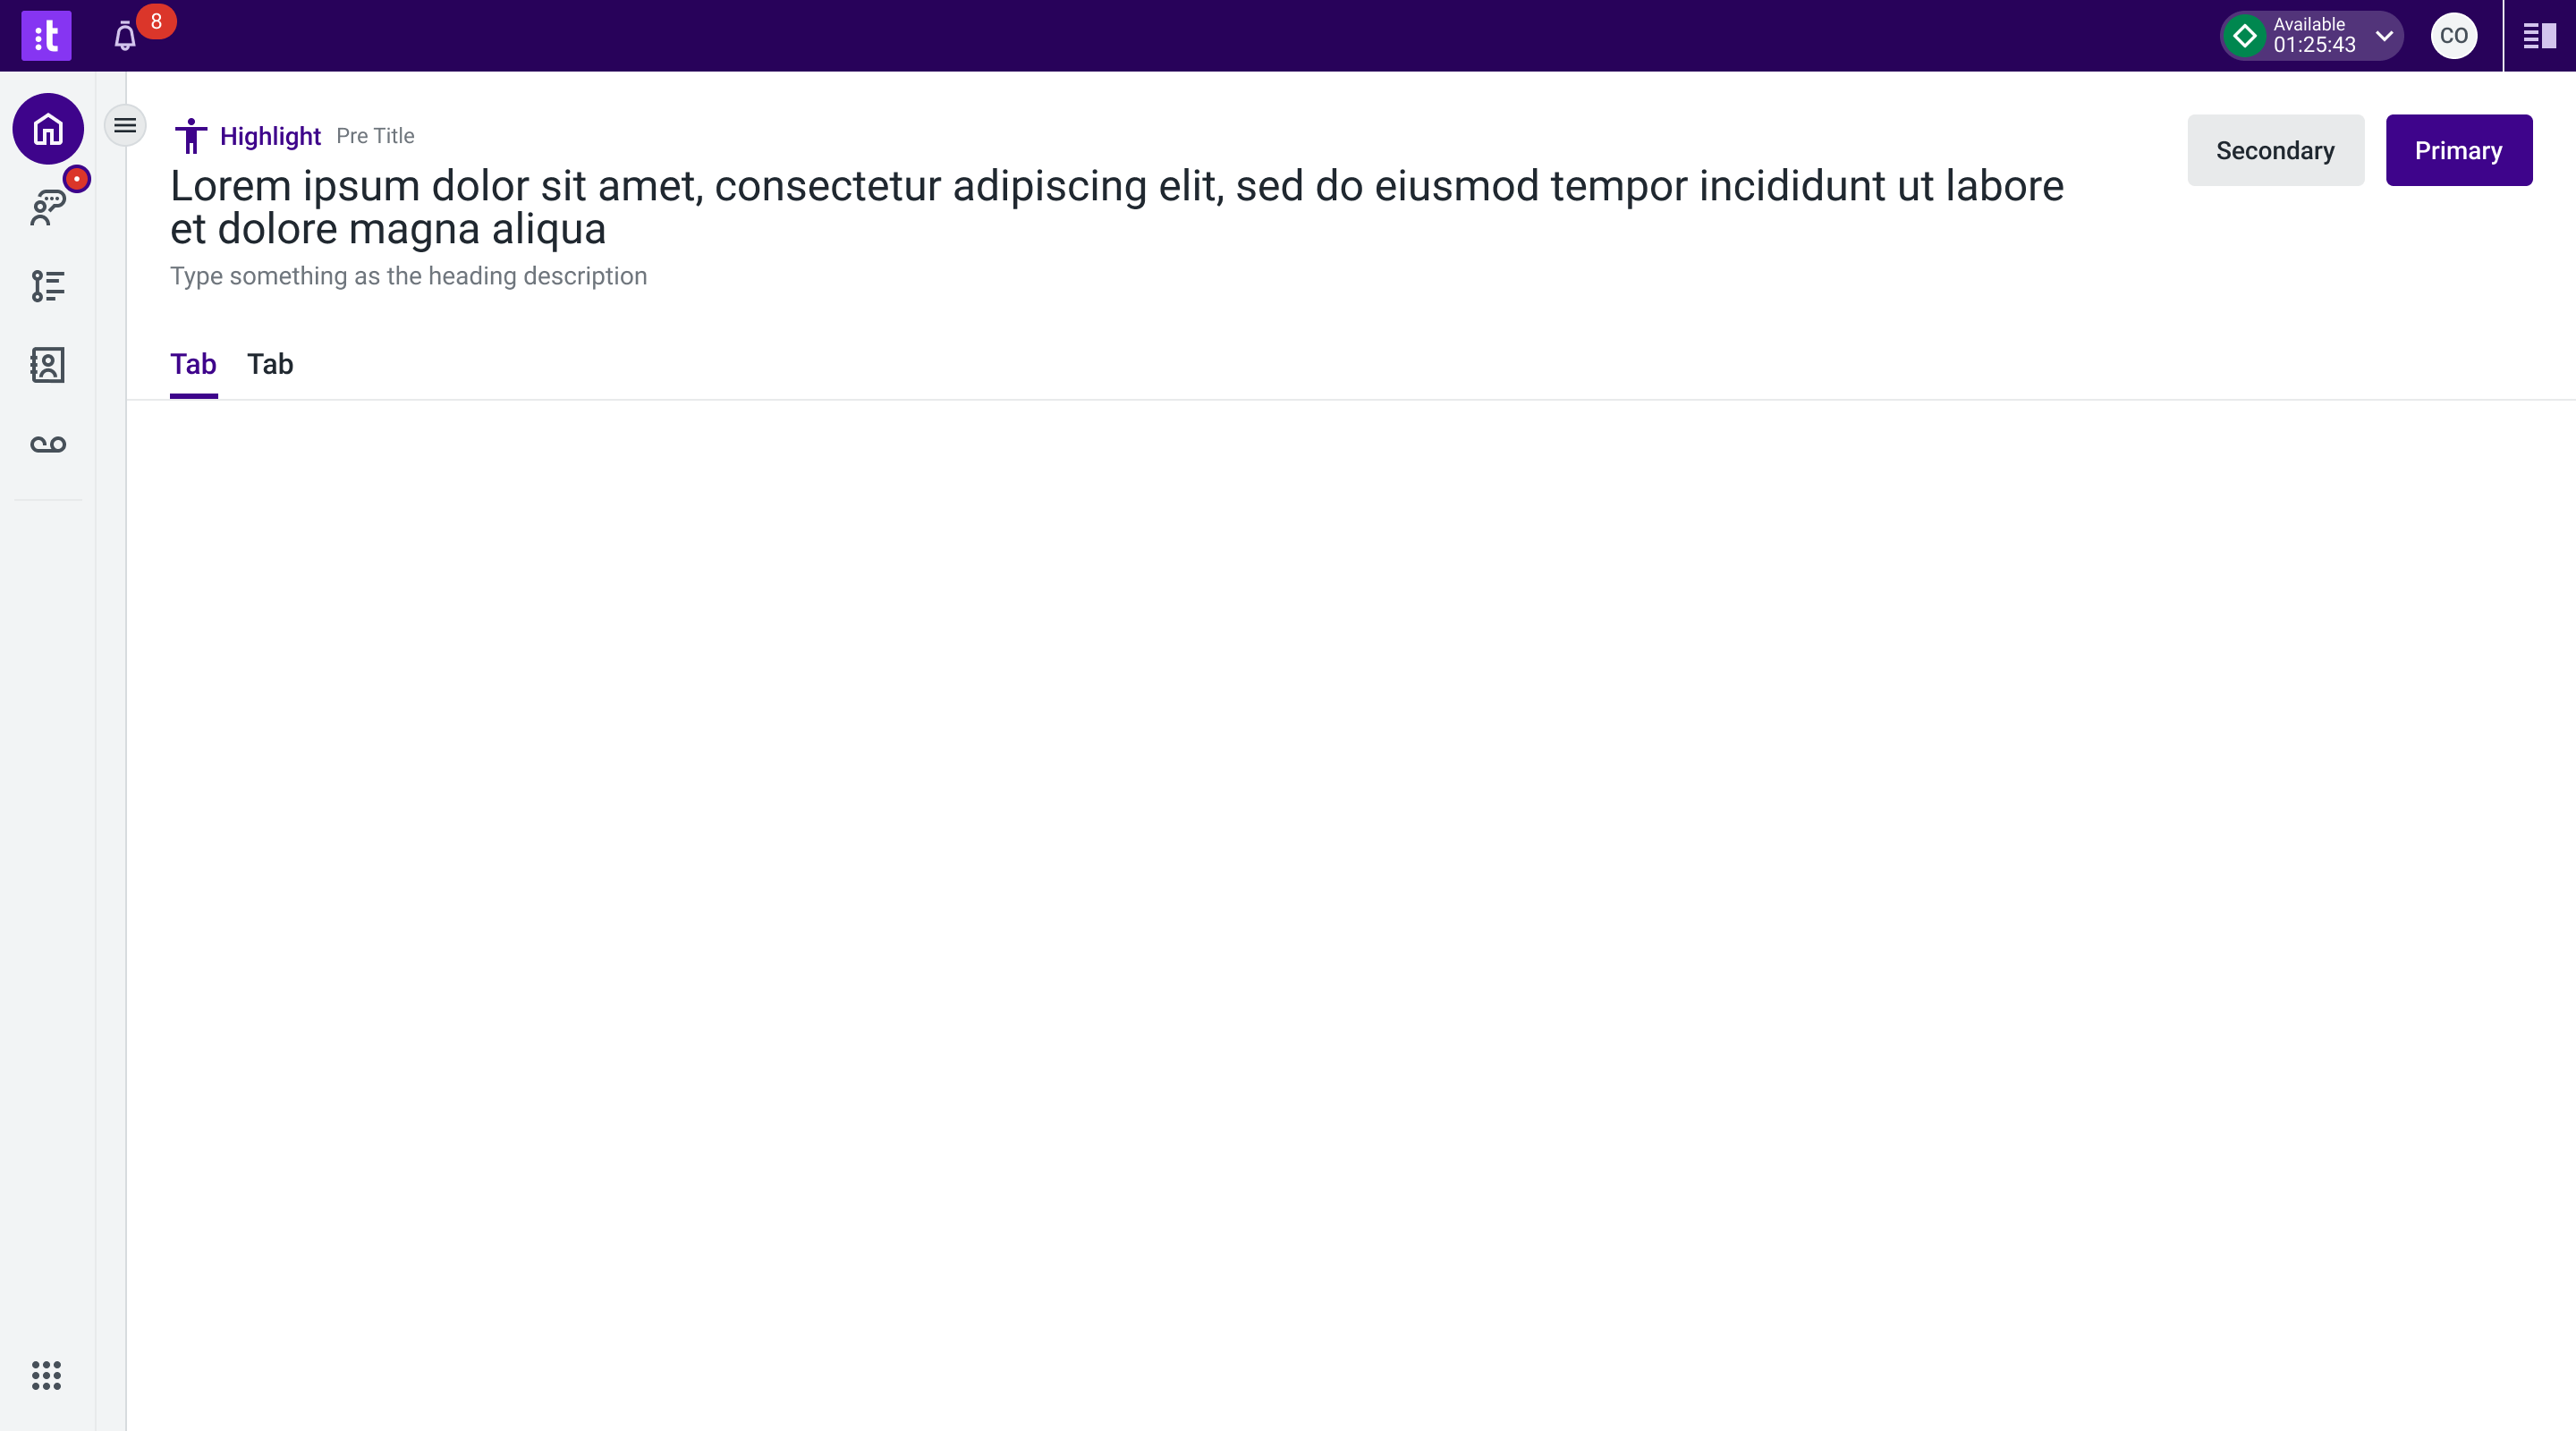 :t
8
Available
01:25:43
CO
Highlight Pre Title
Secondary
Primary
Lorem ipsum dolor sit amet, consectetur adipiscing elit, sed do eiusmod tempor incididunt ut labore
et dolore magna aliqua
Type something as the heading description
Tab Tab